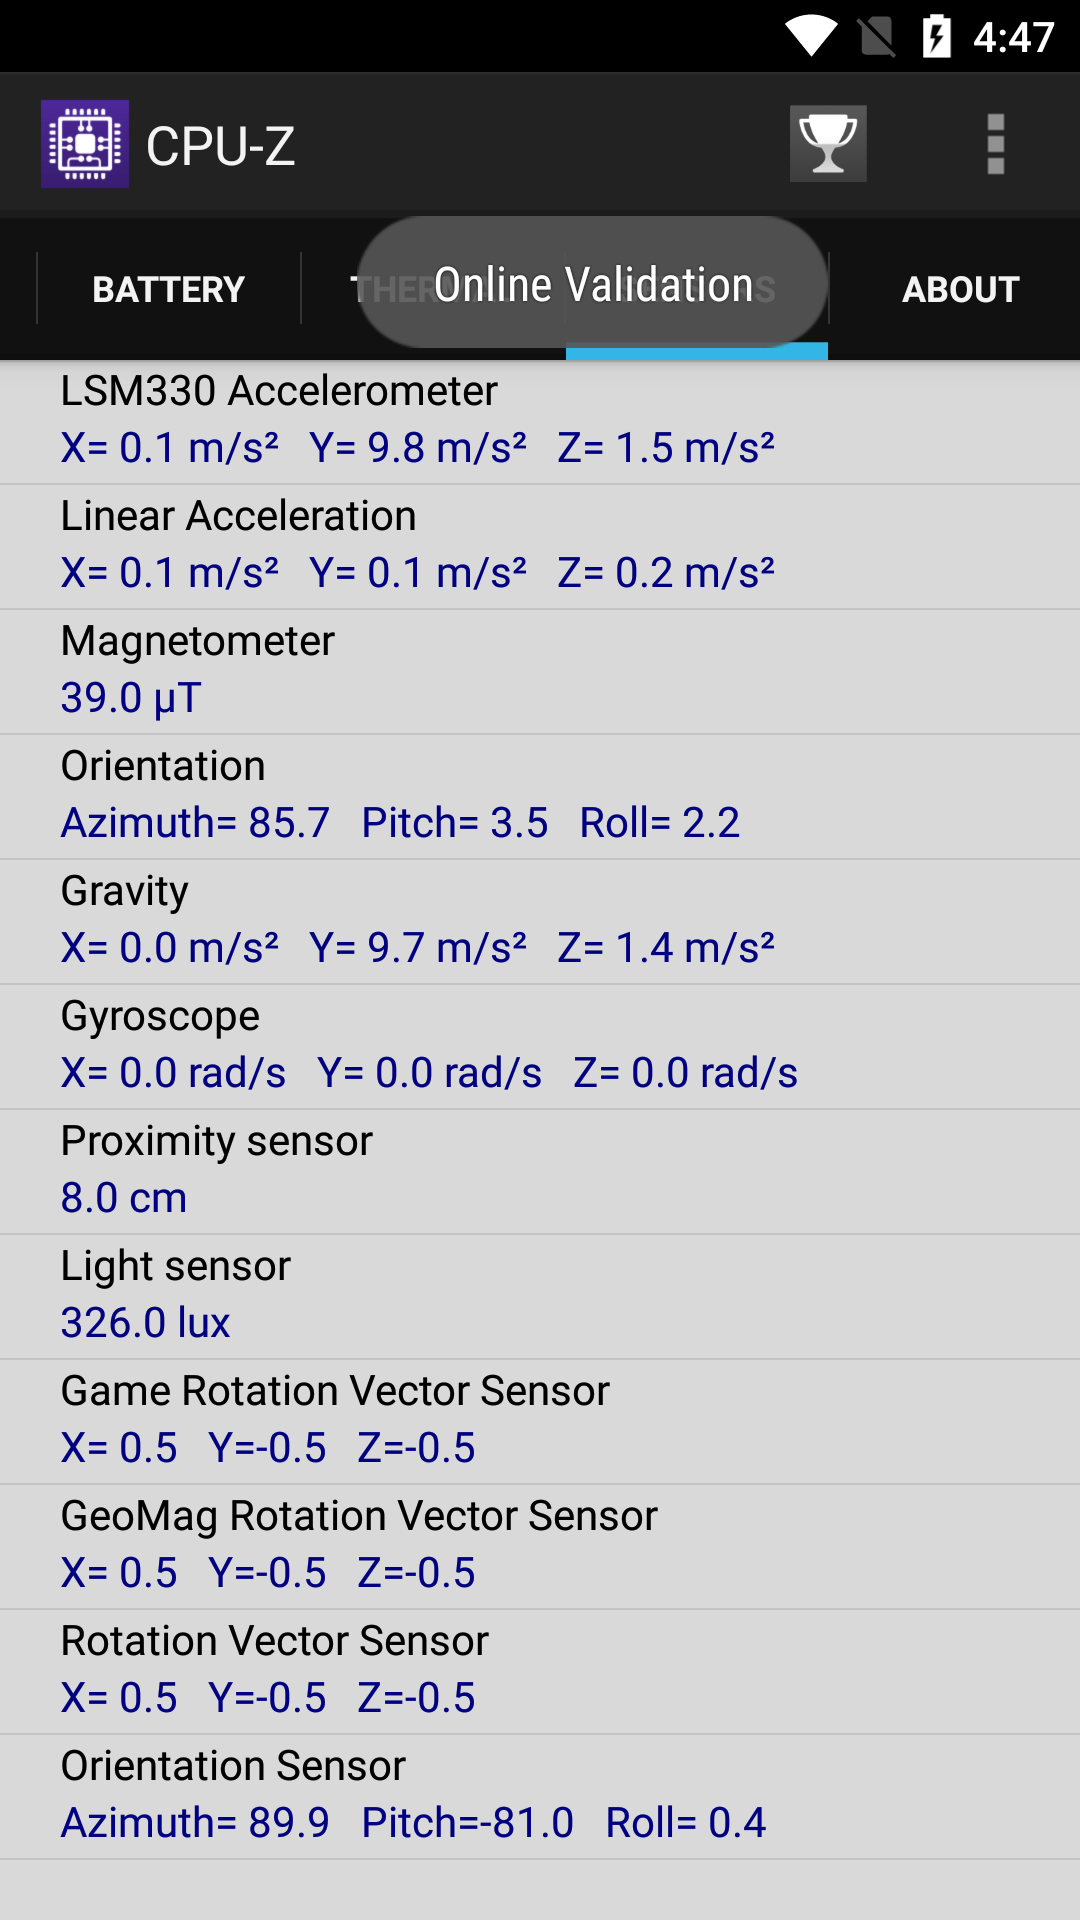 4:47
CPU-Z
BATTERY
Online Validation
ABOUT
LSM330 Accelerometer
X= 0.1 m/s² Y= 9.8 m/s² Z= 1.5 m/s²
Linear Acceleration
X= 0.1 m/s² Y= 0.1 m/s² Z= 0.2 m/s²
Magnetometer
39.0 μT
Orientation
Azimuth= 85.7 Pitch= 3.5 Roll= 2.2
Gravity
X= 0.0 m/s² Y= 9.7 m/s² Z= 1.4 m/s²
Gyroscope
X= 0.0 rad/s Y= 0.0 rad/s Z= 0.0 rad/s
Proximity sensor
8.0 cm
Light sensor
326.0 lux
Game Rotation Vector Sensor
X= 0.5 Y=-0.5 Z=-0.5
GeoMag Rotation Vector Sensor
X= 0.5 Y=-0.5 Z=-0.5
Rotation Vector Sensor
X= 0.5 Y=-0.5 Z=-0.5
Orientation Sensor
Azimuth= 89.9 Pitch=-81.0 Roll= 0.4